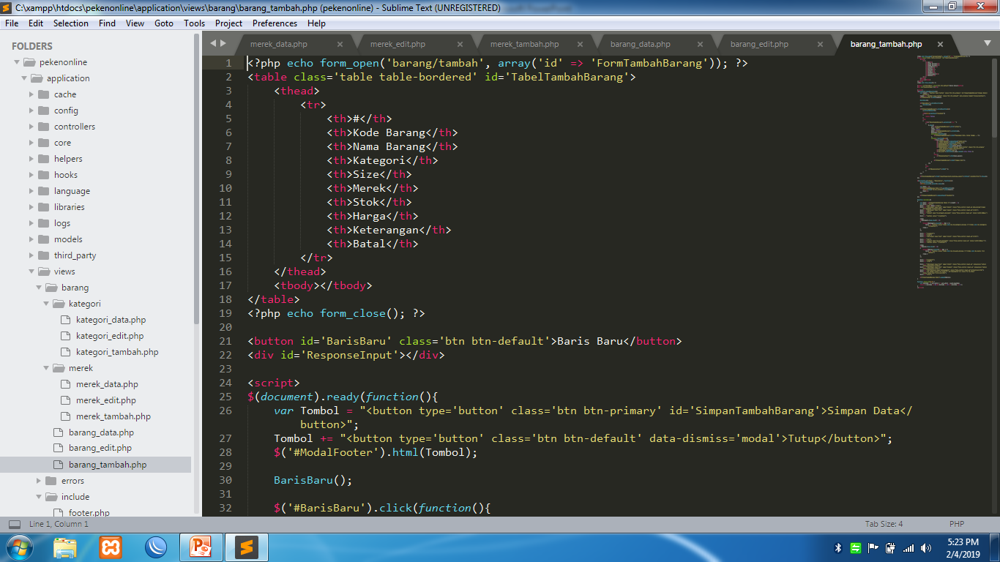 C:\xampp\htdocs\pekenonline\application\views\barang\barang_tambah.php (pekenonline) - Sublime Text (UNREGISTERED)
File Edit Selection Find View Goto Tools Project Preferences Help
FOLDERS
pekenonline
application
cache
config
controllers
core
helpers
hooks
language
libraries
logs
models
third_party
views
barang
kategori
kategori_data.php
kategori_edit.php
kategori_tambah.php
merek
merek_data.php
merek_edit.php
merek_tambah.php
barang_data.php
barang_edit.php
barang_tambah.php
errors
include
footer.php
merek_data.php merek_edit.php merek_tambah.php barang_data.php barang_edit.php barang_tambah.php
1 <?php echo form_open('barang/tambah', array('id' => 'FormTambahBarang')); ?>
2 <table class='table table-bordered' id='TabelTambahBarang'>
3 <thead>
4 <tr>
5 <th>#</th>
6 <th>Kode Barang</th>
7 <th>Nama Barang</th>
8 <th>Kategori</th>
9 <th>Size</th>
10 <th>Merek</th>
11 <th>Stok</th>
12 <th>Harga</th>
13 <th>Keterangan</th>
14 <th>Batal</th>
15 </tr>
16 </thead>
17 <tbody></tbody>
18 </table>
19 <?php echo form_close(); ?>
20
21 <button id='BarisBaru' class='btn btn-default'>Baris Baru</button>
22 <div id='ResponseInput'></div>
23
24 <script>
25 $(document).ready(function(){
26 var Tombol = "<button type='button' class='btn btn-primary' id='SimpanTambahBarang'>Simpan Data</
button>";
27 Tombol += "<button type='button' class='btn btn-default' data-dismiss='modal'>Tutup</button>";
28 $('#ModalFooter').html(Tombol);
29
30 BarisBaru();
31
32 $('#BarisBaru').click(function(){
Line 1, Column 1 Tab Size: 4 PHP
5:23 PM
2/4/2019